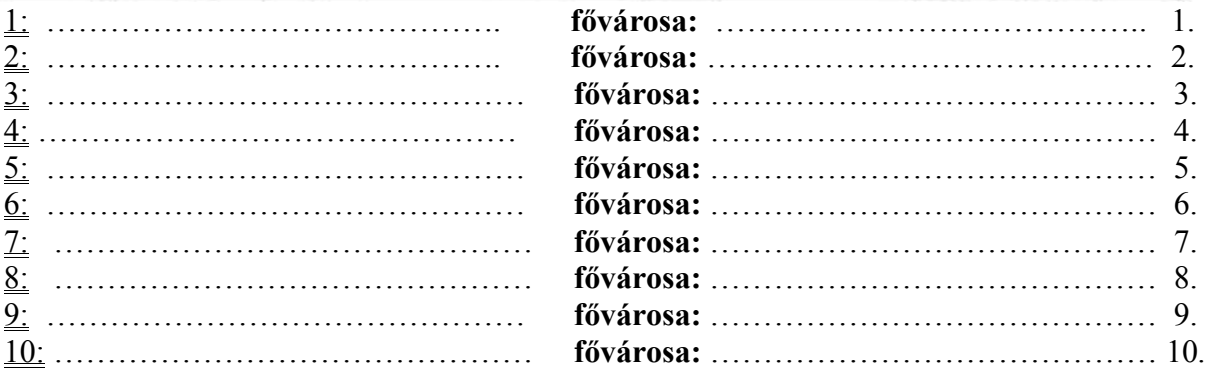 1: ………………………………………. fővárosa: …………………………………….. 1.
2: ………………………………………. fővárosa: ……………………………………… 2.
3: ………………………………………… fővárosa: ……………………………………… 3.
4: ………………………………………… fővárosa: ……………………………………… 4.
5: ………………………………………… fővárosa: ……………………………………… 5.
6: ………………………………………… fővárosa: ……………………………………… 6.
7: ………………………………………… fővárosa: ……………………………………… 7.
8: ………………………………………… fővárosa: ……………………………………… 8.
9: ………………………………………… fővárosa: ……………………………………… 9.
10: ………………………………………… fővárosa: ……………………………………… 10.